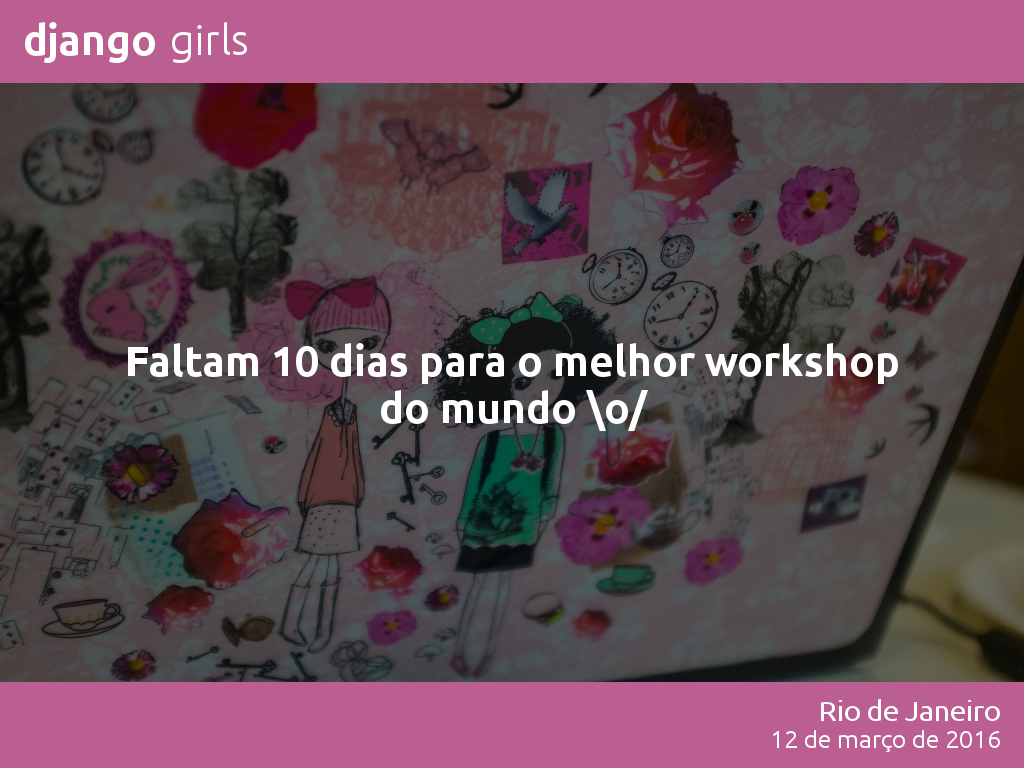 django girls
Faltam 10 dias para o melhor workshop
do mundo \o/
Rio de Janeiro
12 de março de 2016